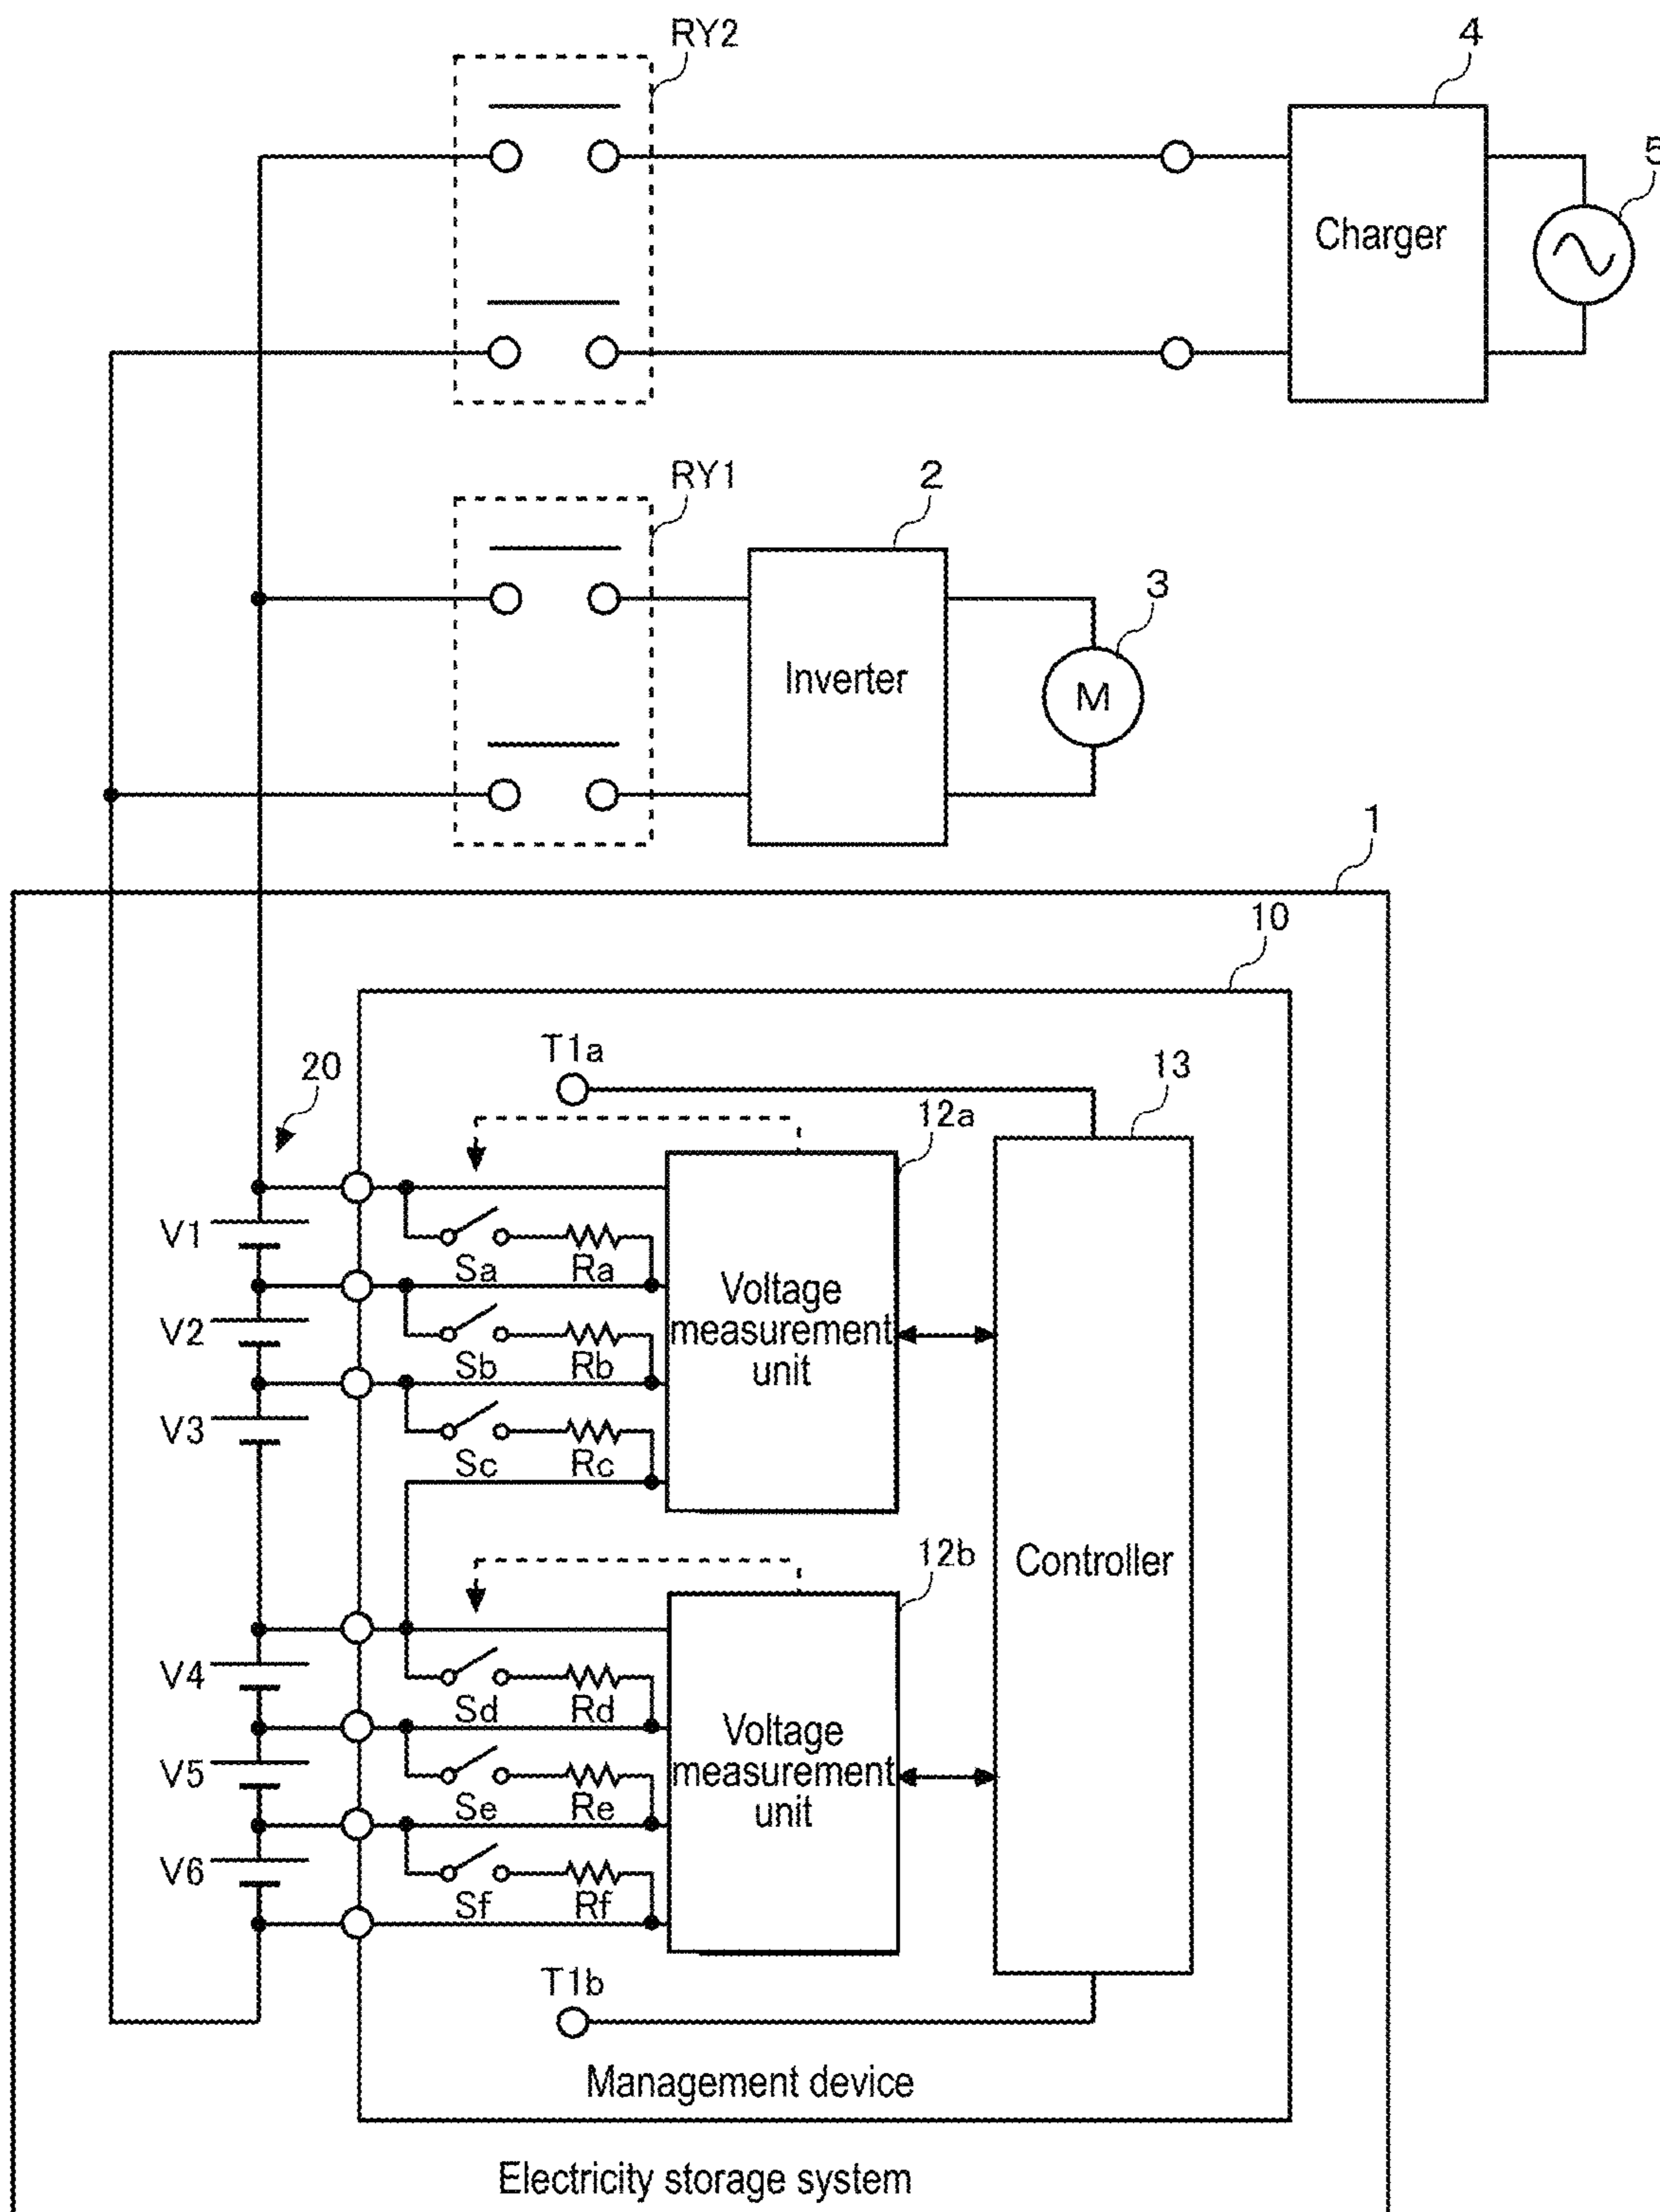 RY2
4
5
Charger
RY1
2
3
Inverter
M
1
10
T1a
13
20
12a
V1
Sa
Ra
Voltage
measurement
unit
V2
Sb
Rb
V3
Sc
Rc
12b
Controller
V4
Sd
Rd
Voltage
measurement
unit
V5
Se
Re
V6
Sf
Rf
T1b
Management device
Electricity storage system